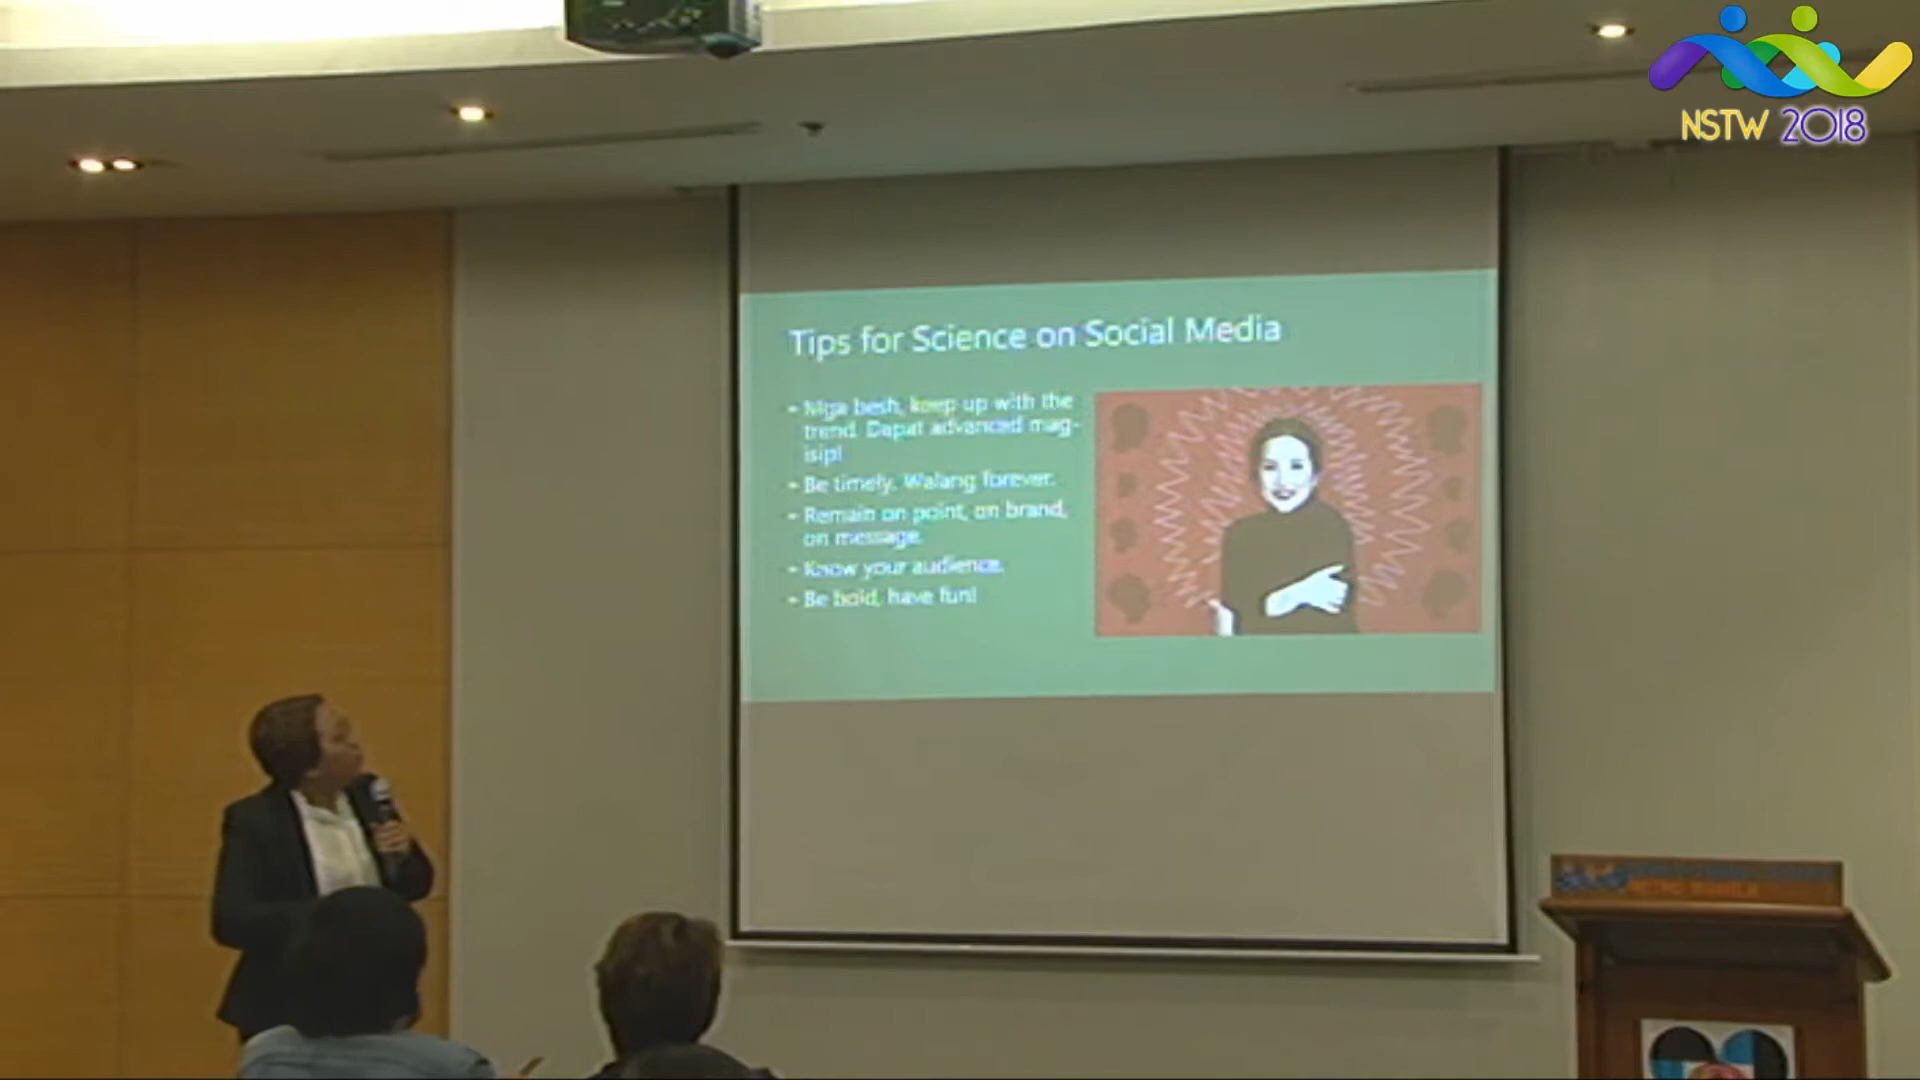 NSTW 2018
Tips for Science on Social Media
- Mga besh, keep up with the
trend. Dapat advanced mag-
isip!
- Be timely. Walang forever.
- Remain on point, on brand,
on message.
- Know your audience.
- Be bold, have fun!